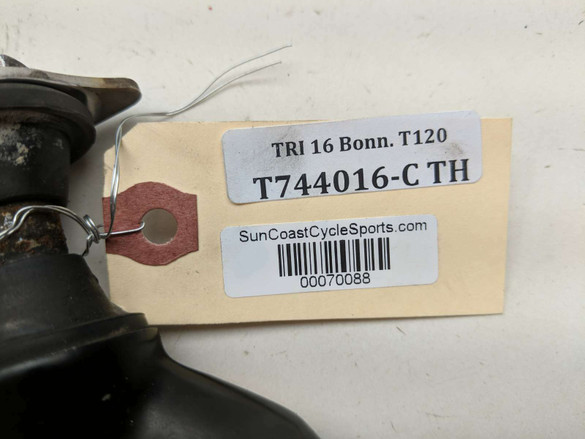 TRI 16 Bonn. T120
T744016-C TH
SunCoastCycleSports.com
00070088